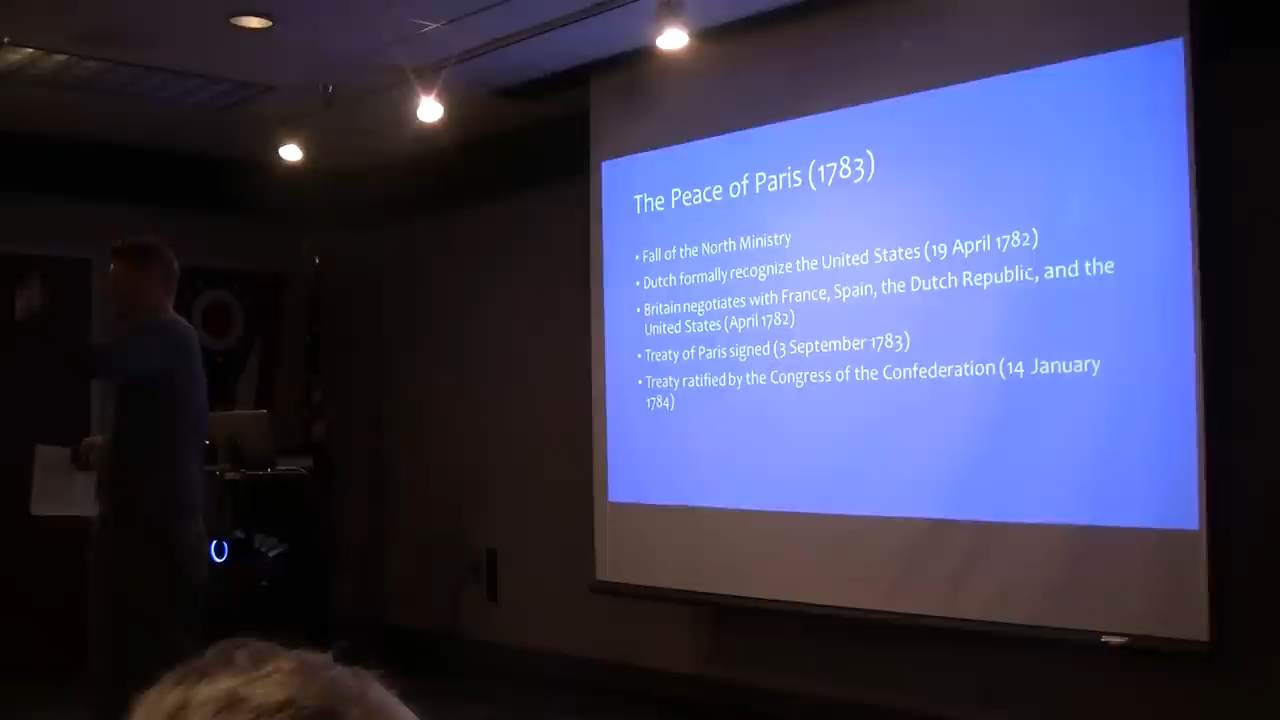 The Peace of Paris (1783)
• Fall of the North Ministry
• Dutch formally recognize the United States (19 April 1782)
• Britain negotiates with France, Spain, the Dutch Republic, and the
United States (April 1782)
• Treaty of Paris signed (3 September 1783)
• Treaty ratified by the Congress of the Confederation (14 January
1784)